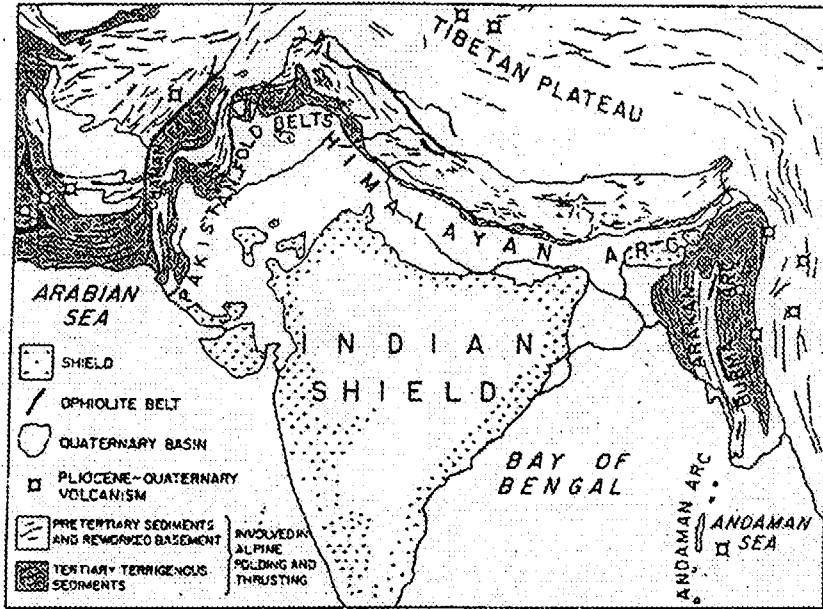 TIBETAN PLATEAU
PAKISTAN FOLD BELTS
HIMALAYAN ARC
ARABIAN
SEA
INDIAN
SHIELD
ARAKAN
BURMA ARC
BAY OF
BENGAL
ANDAMAN ARC
ANDAMAN
SEA
SHIELD
OPHIOLITE BELT
QUATERNARY BASIN
PLIOCENE-QUATERNARY
VOLCANISM
PRETERTIARY SEDIMENTS
AND REWORKED BASEMENT
TERTIARY TERRIGENOUS
SEDIMENTS
INVOLVED IN
ALPINE
FOLDING AND
THRUSTING